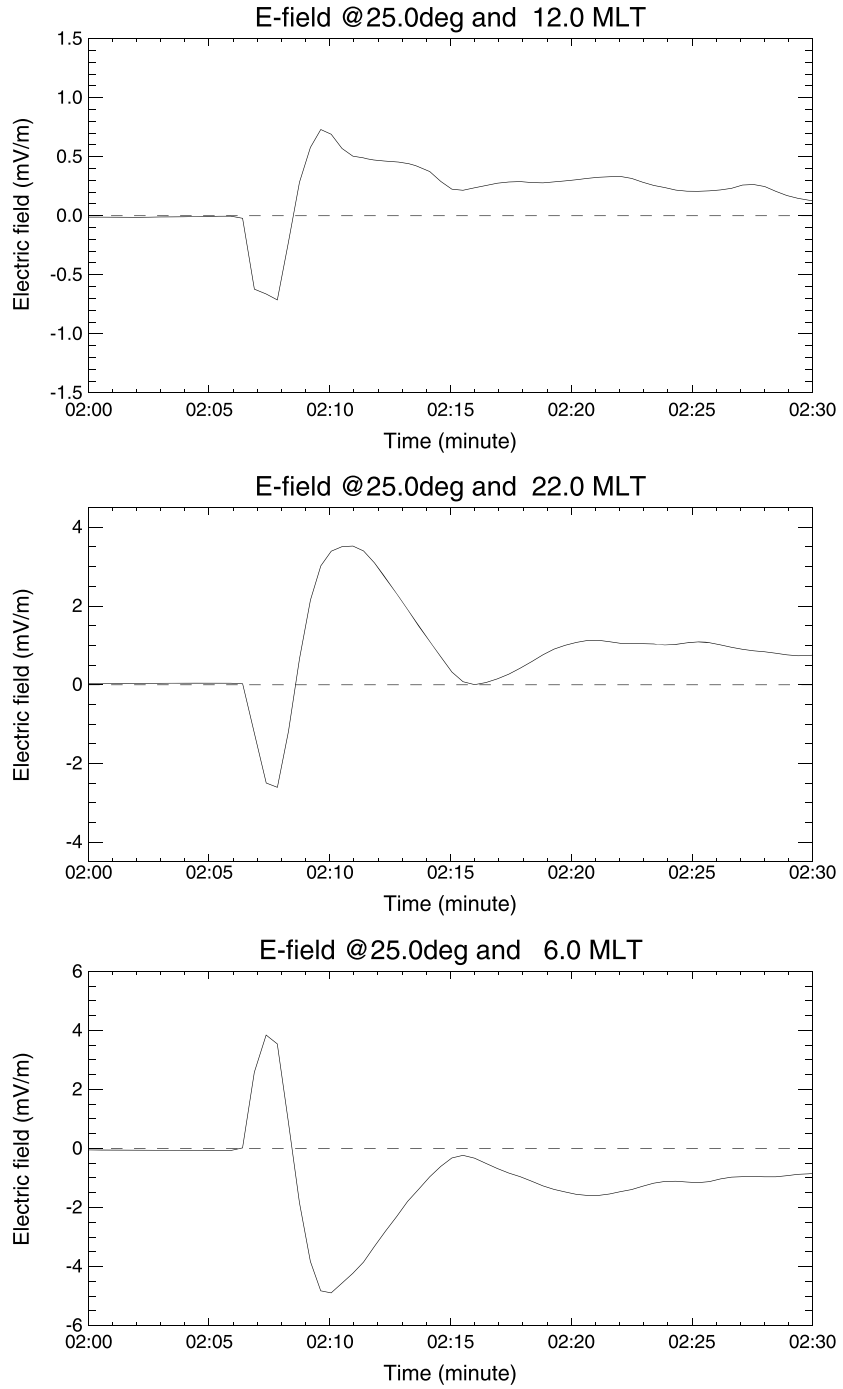 E-field @25.0deg and  12.0 MLT
1.5
1.0
0.5
0.0
-0.5
-1.0
-1.5
Electric field (mV/m)
02:00 02:05 02:10 02:15 02:20 02:25 02:30
Time (minute)
E-field @25.0deg and  22.0 MLT
4
2
0
-2
-4
Electric field (mV/m)
02:00 02:05 02:10 02:15 02:20 02:25 02:30
Time (minute)
E-field @25.0deg and   6.0 MLT
6
4
2
0
-2
-4
-6
Electric field (mV/m)
02:00 02:05 02:10 02:15 02:20 02:25 02:30
Time (minute)